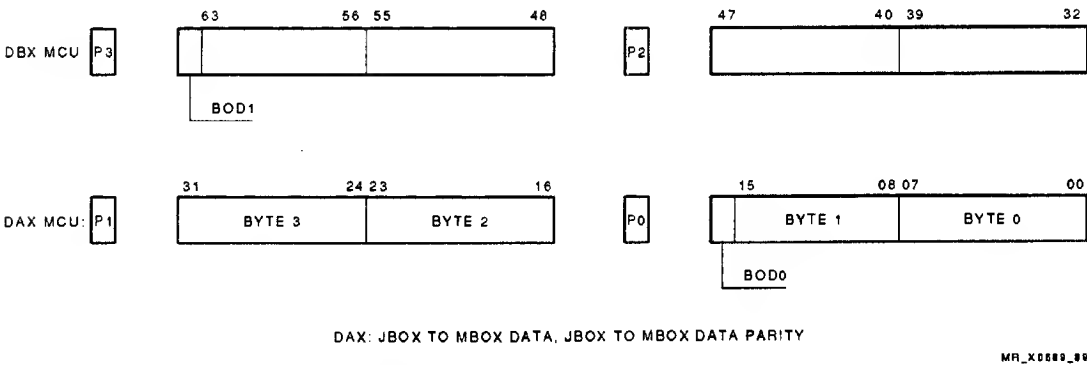 63 56 55 48 47 40 39 32
DBX MCU P3 P2
BOD1
31 24 23 16 15 08 07 00
DAX MCU: P1 BYTE 3 BYTE 2 P0 BYTE 1 BYTE 0
BOD0
DAX: JBOX TO MBOX DATA, JBOX TO MBOX DATA PARITY
MR_X0689_89